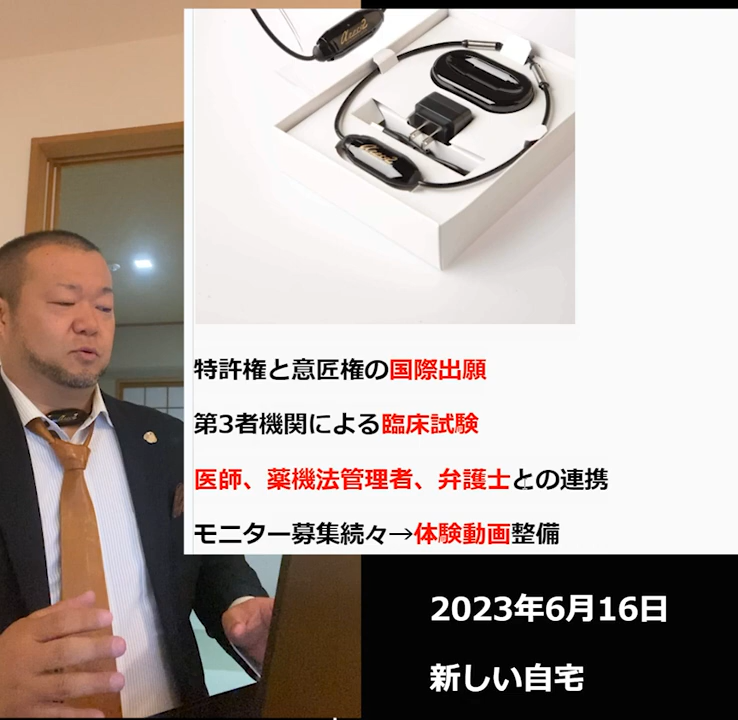 特許権と意匠権の国際出願
第3者機関による臨床試験
医師、薬機法管理者、弁護士との連携
モニター募集続々→体験動画整備
2023年6月16日
新しい自宅